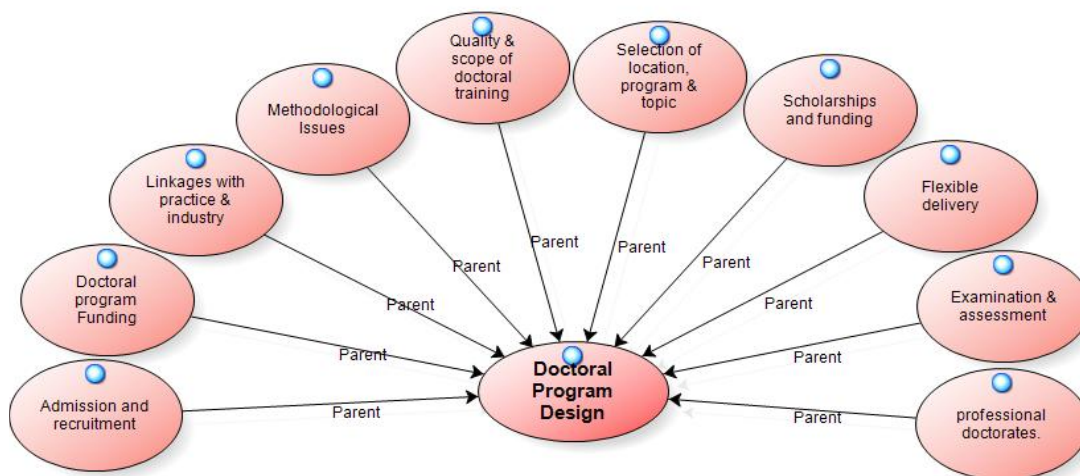 Quality &
scope of
doctoral
training
Selection of
location,
program &
topic
Methodological
Issues
Scholarships
and funding
Linkages with
practice &
industry
Flexible
delivery
Doctoral
program
Funding
Examination &
assessment
Admission and
recruitment
professional
doctorates.
Parent
Parent
Parent
Parent
Parent
Parent
Parent
Parent
Parent
Parent
Doctoral
Program
Design